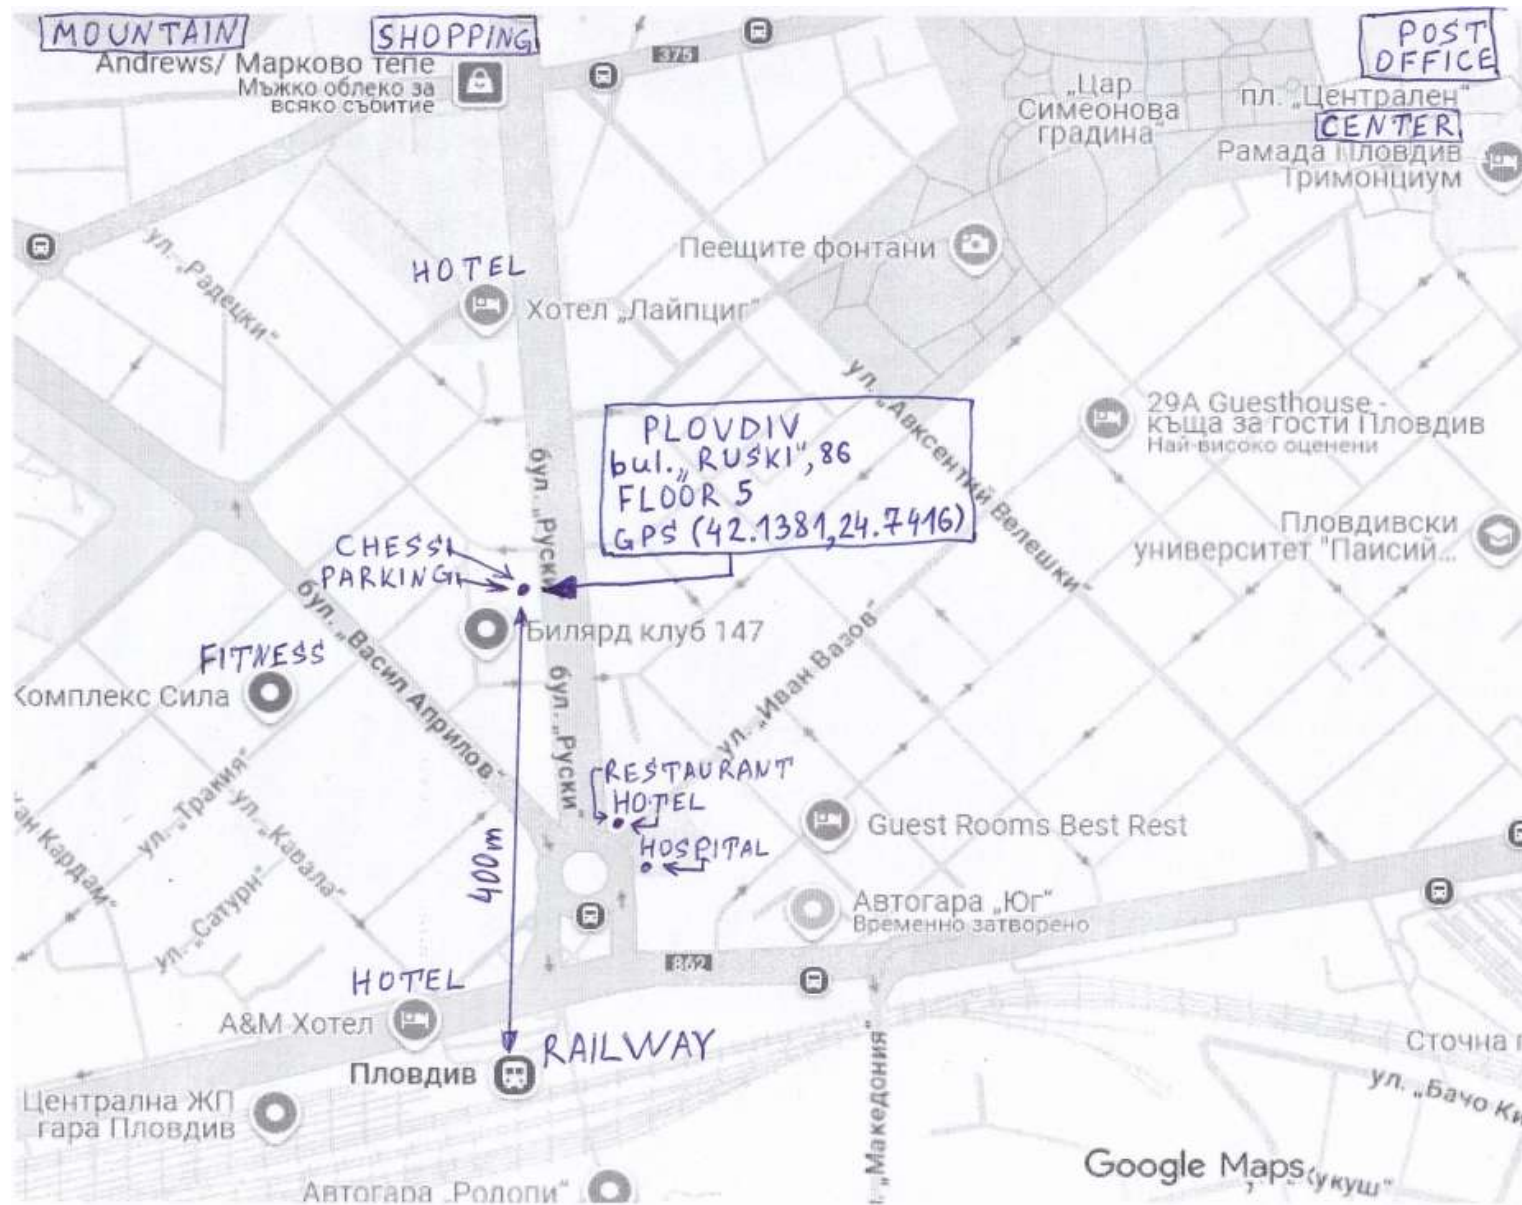 MOUNTAIN
SHOPPING
POST
OFFICE
Andrews/ Марково тепе
Мъжко облекло за
всяко събитие
375
„Цар
Симеонова
градина“
пл. „Централен“
CENTER
Рамада Пловдив
Тримонциум
ул. „Радецки“
HOTEL
Хотел „Лайпциг“
Пеещите фонтани
ул. „Авксентий Велешки“
29A Guesthouse -
къща за гости Пловдив
Най-високо оценени
PLOVDIV
bul. „RUSKI“, 86
FLOOR 5
GPS (42.1381, 24.7416)
бул. „Руски“
Пловдивски
университет "Паисий...
CHESS
PARKING
бул. „Васил Априлов“
Билярд клуб 147
FITNESS
Комплекс Сила
бул. „Руски“
ул. „Иван Вазов“
RESTAURANT
HOTEL
HOSPITAL
Guest Rooms Best Rest
ул. „Тракия“
ул. „Кавала“
ан Кардам“
ул. „Сатурн“
400m
Автогара „Юг“
Временно затворено
862
HOTEL
А&М Хотел
RAILWAY
Пловдив
Централна ЖП
гара Пловдив
„Македония“
Сточна г
ул. „Бачо Ки
Google Maps
укуш“
Автогара „Родопи“